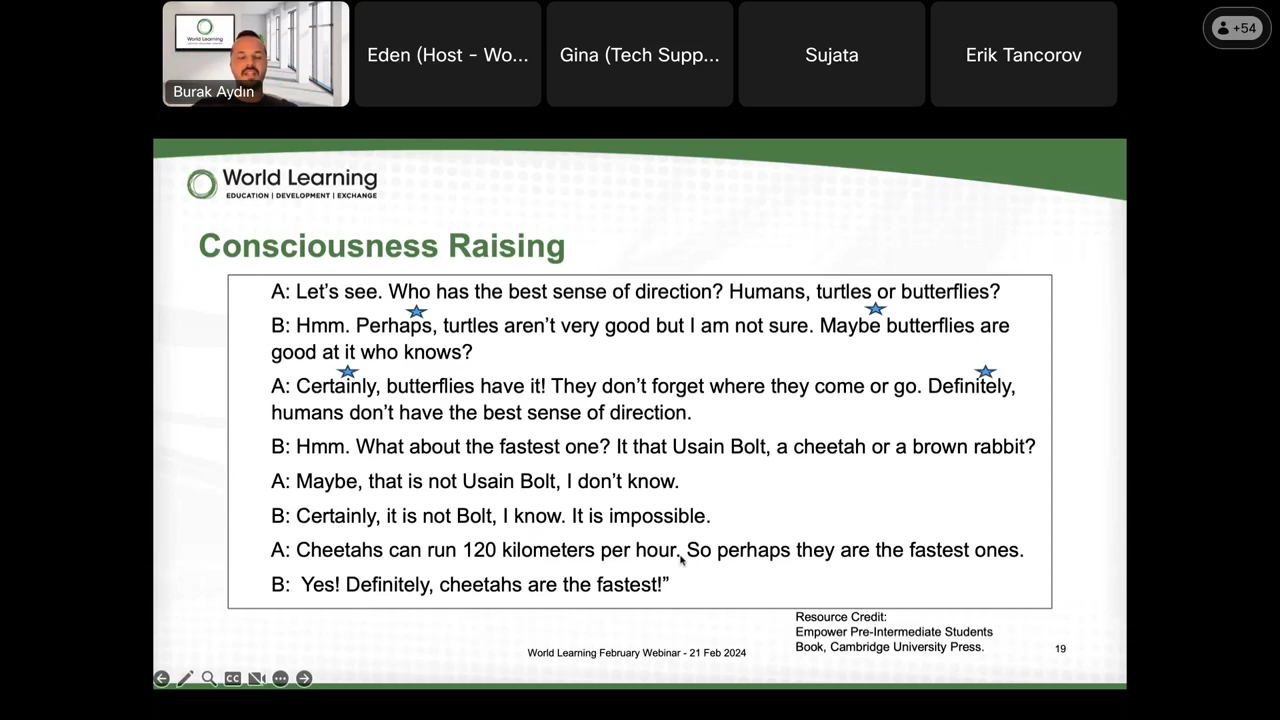 World Learning
Burak Aydın
Eden (Host - Wo...
Gina (Tech Supp...
Sujata
Erik Tancorov
+54
World Learning
EDUCATION | DEVELOPMENT | EXCHANGE
Consciousness Raising
A: Let's see. Who has the best sense of direction? Humans, turtles or butterflies?
B: Hmm. Perhaps, turtles aren't very good but I am not sure. Maybe butterflies are
good at it who knows?
A: Certainly, butterflies have it! They don't forget where they come or go. Definitely,
humans don't have the best sense of direction.
B: Hmm. What about the fastest one? It that Usain Bolt, a cheetah or a brown rabbit?
A: Maybe, that is not Usain Bolt, I don't know.
B: Certainly, it is not Bolt, I know. It is impossible.
A: Cheetahs can run 120 kilometers per hour. So perhaps they are the fastest ones.
B: Yes! Definitely, cheetahs are the fastest!”
Resource Credit:
Empower Pre-Intermediate Students
Book, Cambridge University Press.
World Learning February Webinar - 21 Feb 2024
19
CC